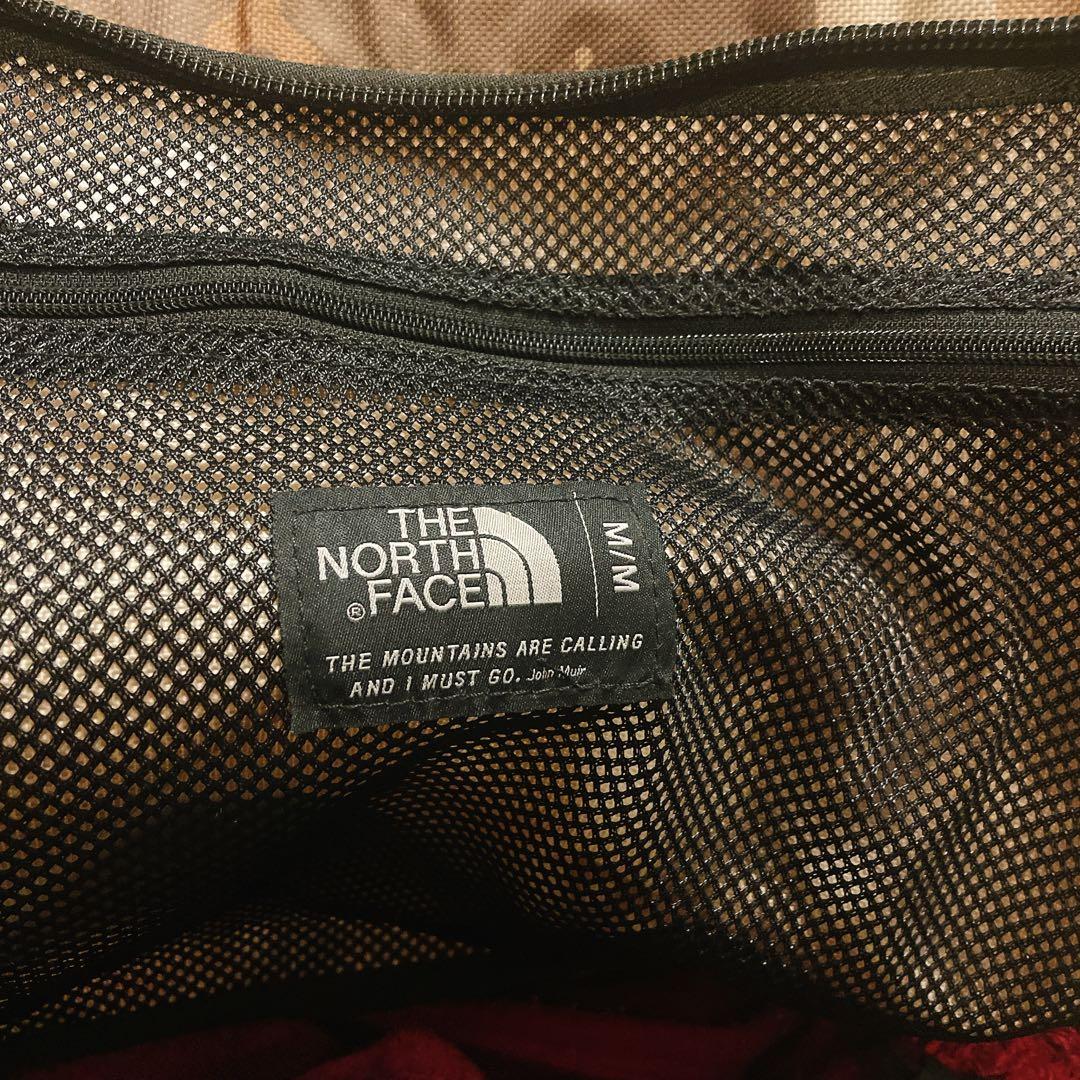 THE
NORTH
® FACE
M/M
THE MOUNTAINS ARE CALLING
AND I MUST GO. John Muir